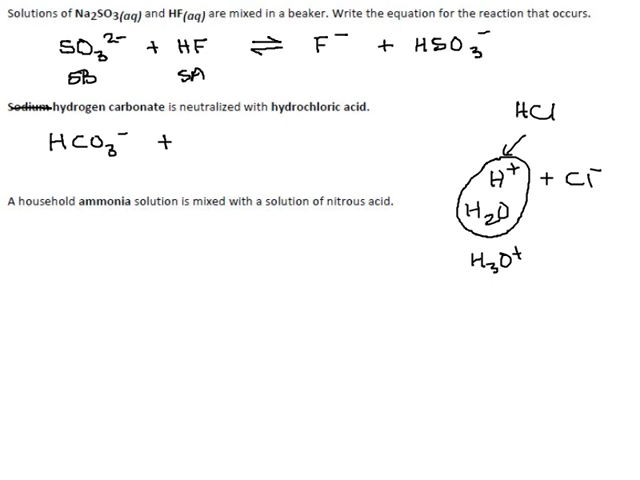 Solutions of Na₂SO3(aq) and HF(aq) are mixed in a beaker. Write the equation for the reaction that occurs.
SO₃²⁻ + HF ⇌ F⁻ + HSO₃⁻
SB SA
Sodium hydrogen carbonate is neutralized with hydrochloric acid.
HCl
HCO₃⁻ +
H⁺ + Cl⁻
A household ammonia solution is mixed with a solution of nitrous acid.
H₂O
H₃O⁺